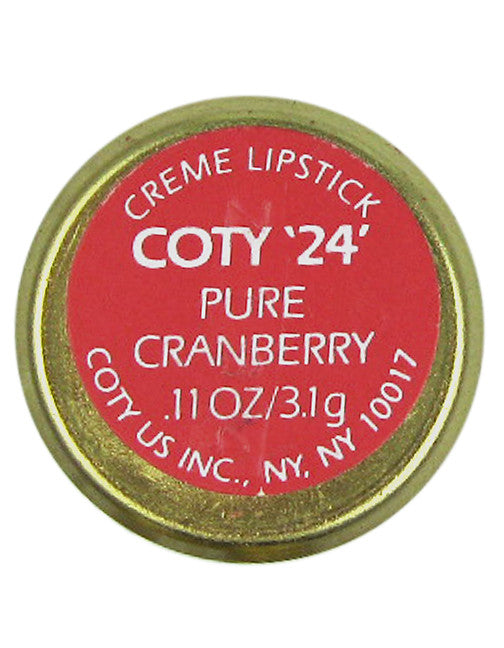 CREME LIPSTICK
COTY '24'
PURE
CRANBERRY
.11 OZ/3.1g
COTY US INC., NY, NY 10017